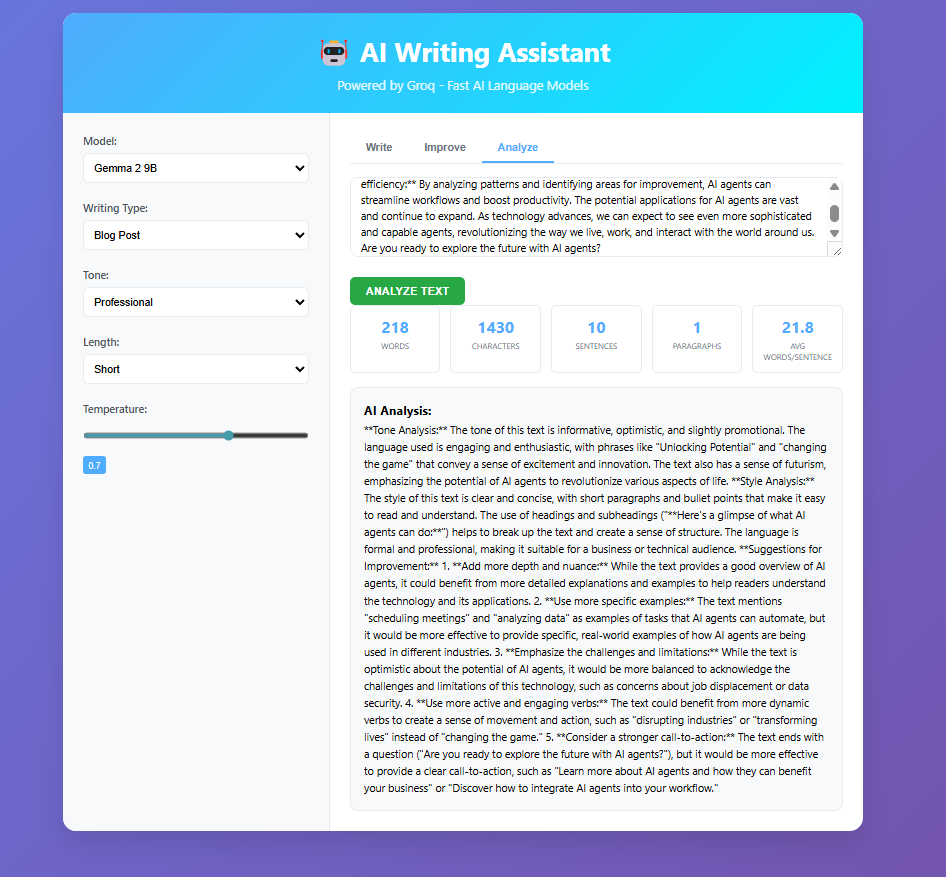 AI Writing Assistant
Powered by Groq - Fast AI Language Models
Model:
Gemma 2 9B
Writing Type:
Blog Post
Tone:
Professional
Length:
Short
Temperature:
0.7
Write Improve Analyze
efficiency:** By analyzing patterns and identifying areas for improvement, AI agents can
streamline workflows and boost productivity. The potential applications for AI agents are vast
and continue to expand. As technology advances, we can expect to see even more sophisticated
and capable agents, revolutionizing the way we live, work, and interact with the world around us.
Are you ready to explore the future with AI agents?
ANALYZE TEXT
218 1430 10 1 21.8
WORDS CHARACTERS SENTENCES PARAGRAPHS AVG
WORDS/SENTENCE
AI Analysis:
**Tone Analysis:** The tone of this text is informative, optimistic, and slightly promotional. The
language used is engaging and enthusiastic, with phrases like "Unlocking Potential" and "changing
the game" that convey a sense of excitement and innovation. The text also has a sense of futurism,
emphasizing the potential of AI agents to revolutionize various aspects of life. **Style Analysis:**
The style of this text is clear and concise, with short paragraphs and bullet points that make it easy
to read and understand. The use of headings and subheadings ("**Here's a glimpse of what AI
agents can do:**") helps to break up the text and create a sense of structure. The language is
formal and professional, making it suitable for a business or technical audience. **Suggestions for
Improvement:** 1. **Add more depth and nuance:** While the text provides a good overview of AI
agents, it could benefit from more detailed explanations and examples to help readers understand
the technology and its applications. 2. **Use more specific examples:** The text mentions
"scheduling meetings" and "analyzing data" as examples of tasks that AI agents can automate, but
it would be more effective to provide specific, real-world examples of how AI agents are being
used in different industries. 3. **Emphasize the challenges and limitations:** While the text is
optimistic about the potential of AI agents, it would be more balanced to acknowledge the
challenges and limitations of this technology, such as concerns about job displacement or data
security. 4. **Use more active and engaging verbs:** The text could benefit from more dynamic
verbs to create a sense of movement and action, such as "disrupting industries" or "transforming
lives" instead of "changing the game." 5. **Consider a stronger call-to-action:** The text ends with
a question ("Are you ready to explore the future with AI agents?"), but it would be more effective
to provide a clear call-to-action, such as "Learn more about AI agents and how they can benefit
your business" or "Discover how to integrate AI agents into your workflow."